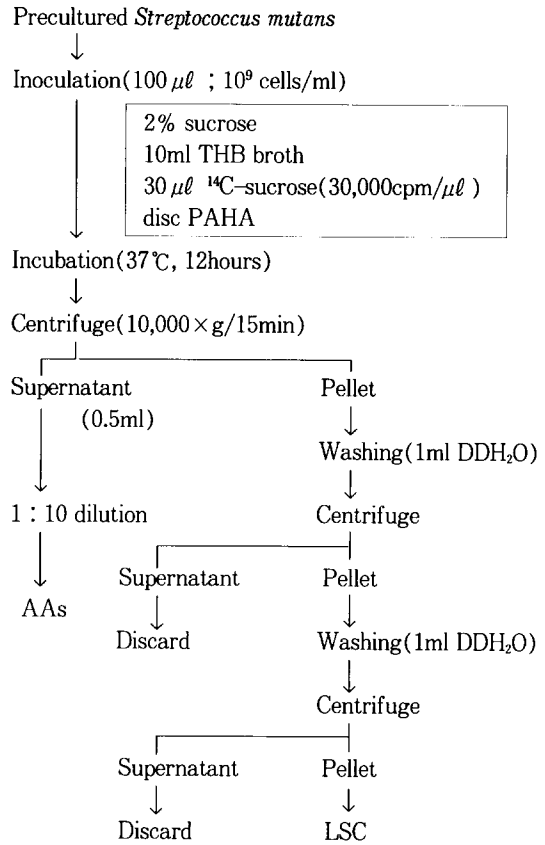 Precultured Streptococcus mutans
Inoculation(100 μℓ ; 10⁹ cells/ml)
2% sucrose
10ml THB broth
30 μℓ ¹⁴C-sucrose(30,000cpm/μℓ)
disc PAHA
Incubation(37℃, 12hours)
Centrifuge(10,000×g/15min)
Supernatant
(0.5ml)
Pellet
Washing(1ml DDH₂O)
1 : 10 dilution
Centrifuge
Supernatant
Pellet
AAs
Discard
Washing(1ml DDH₂O)
Centrifuge
Supernatant
Pellet
Discard
LSC